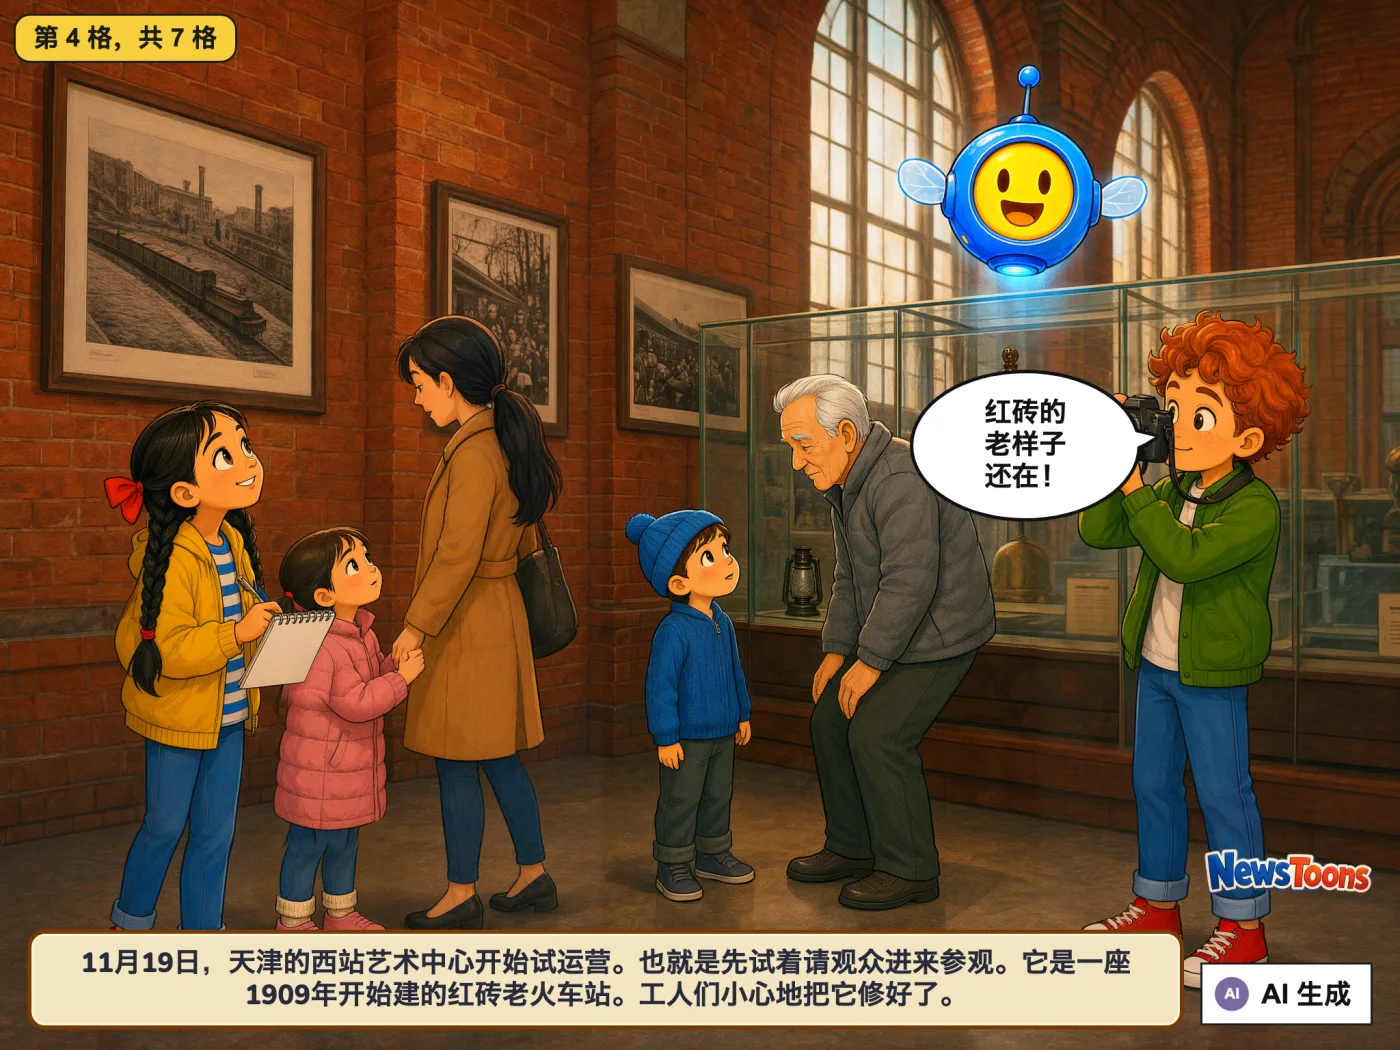 第 4 格，共 7 格
红砖的
老样子
还在！
NewsToons
11月19日，天津的西站艺术中心开始试运营。也就是先试着请观众进来参观。它是一座
1909年开始建的红砖老火车站。工人们小心地把它修好了。
AI AI 生成